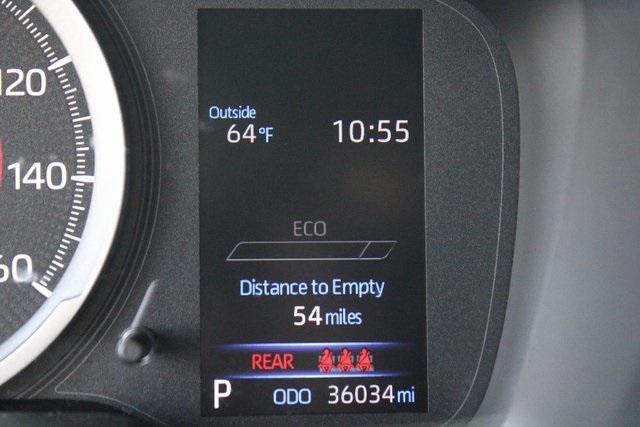 120
140
60
Outside
64 °F 10:55
ECO
Distance to Empty
54 miles
REAR
P ODO 36034 mi